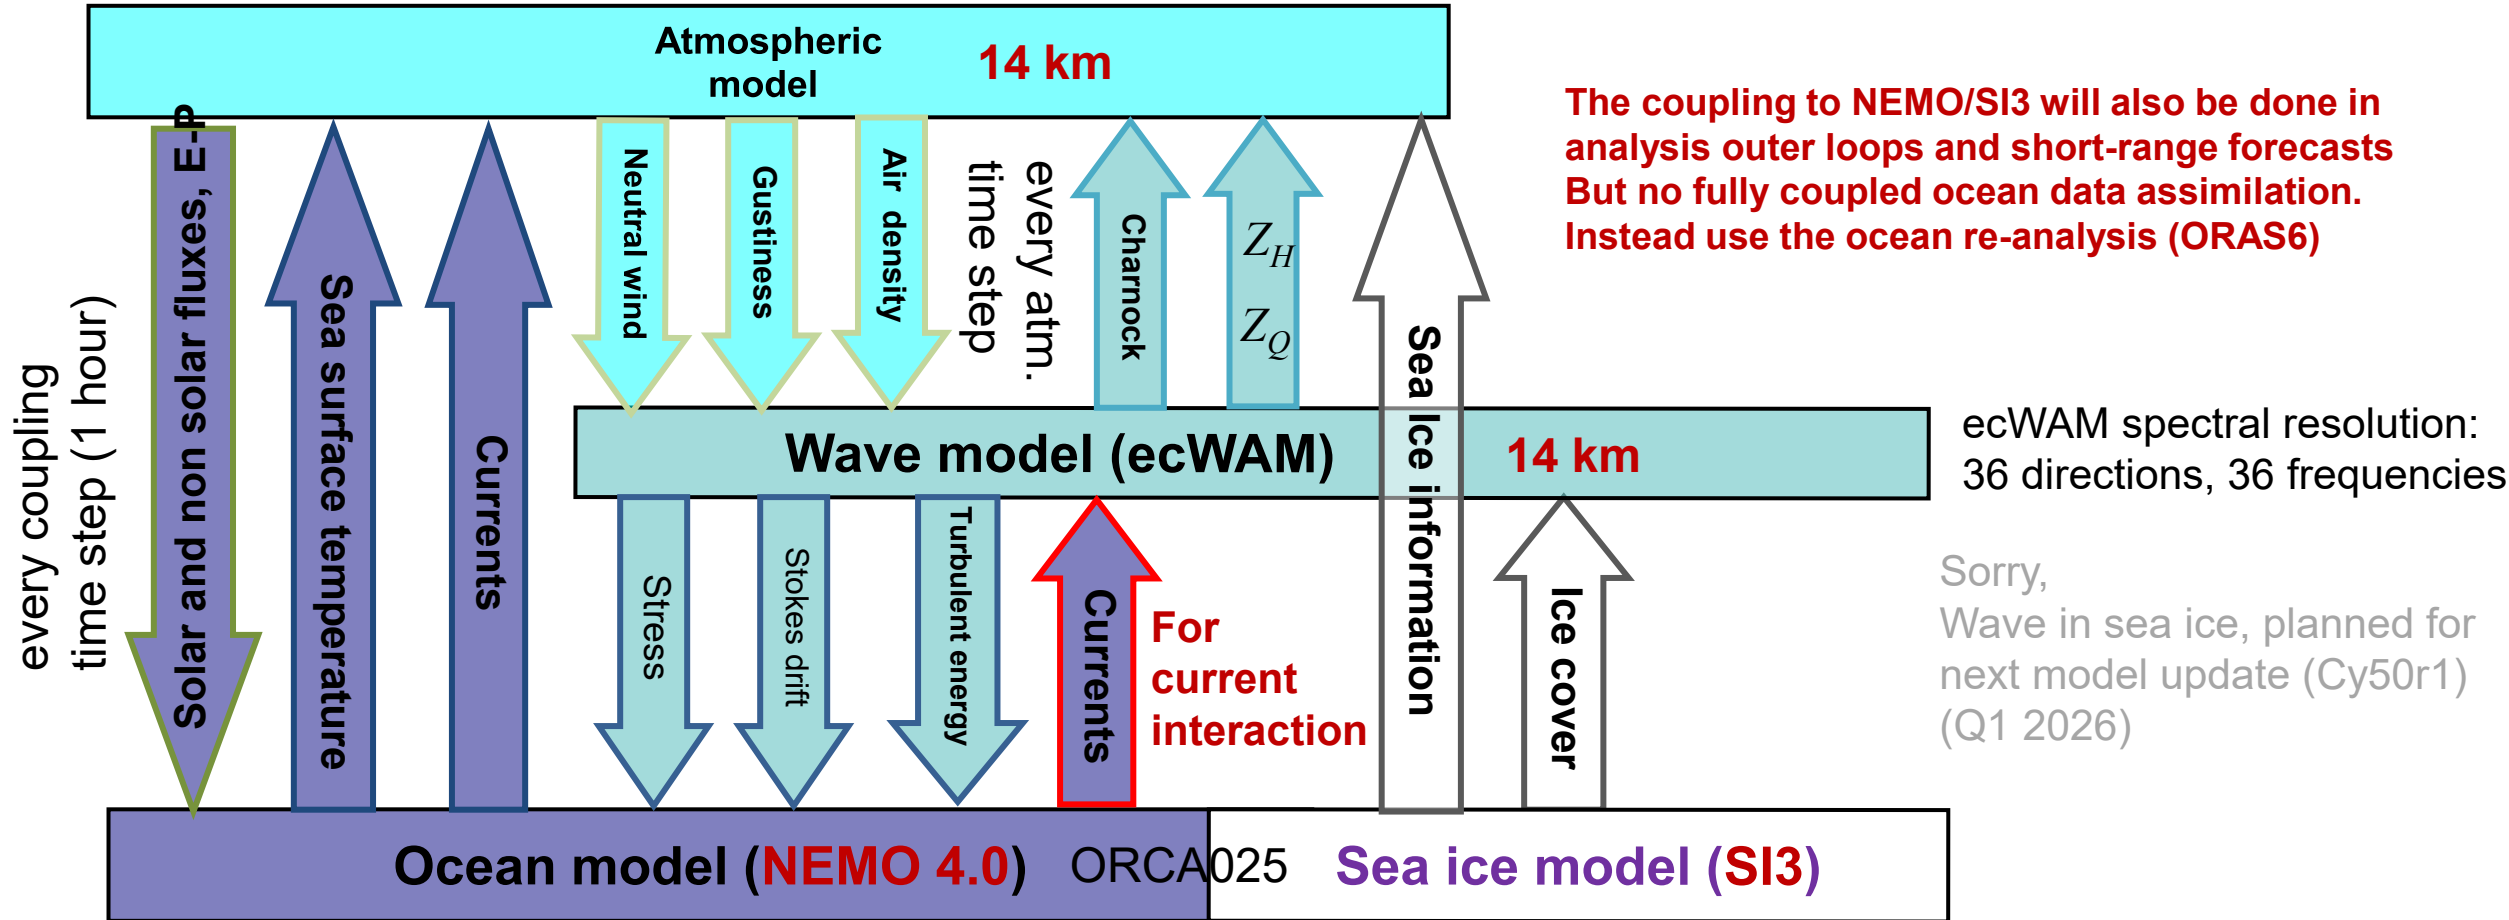 Atmospheric
model
14 km
The coupling to NEMO/SI3 will also be done in
analysis outer loops and short-range forecasts
But no fully coupled ocean data assimilation.
Instead use the ocean re-analysis (ORAS6)
every coupling
time step (1 hour)
Solar and non solar fluxes, E-P
Sea surface temperature
Currents
Neutral wind
Gustiness
Air density
every atm.
time step
Charnock
Z_H
Z_Q
Sea Ice information
Wave model (ecWAM)
14 km
ecWAM spectral resolution:
36 directions, 36 frequencies
Stress
Stokes drift
Turbulent energy
Currents
For
current
interaction
Ice cover
Sorry,
Wave in sea ice, planned for
next model update (Cy50r1)
(Q1 2026)
Ocean model (NEMO 4.0)
ORCA025
Sea ice model (SI3)